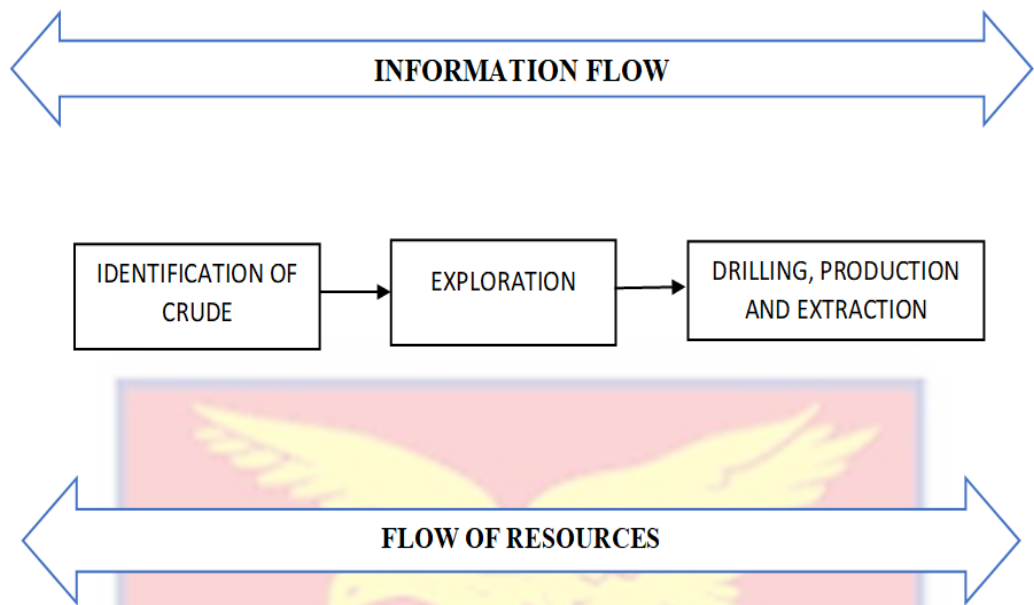 INFORMATION FLOW
IDENTIFICATION OF
CRUDE
EXPLORATION
DRILLING, PRODUCTION
AND EXTRACTION
FLOW OF RESOURCES